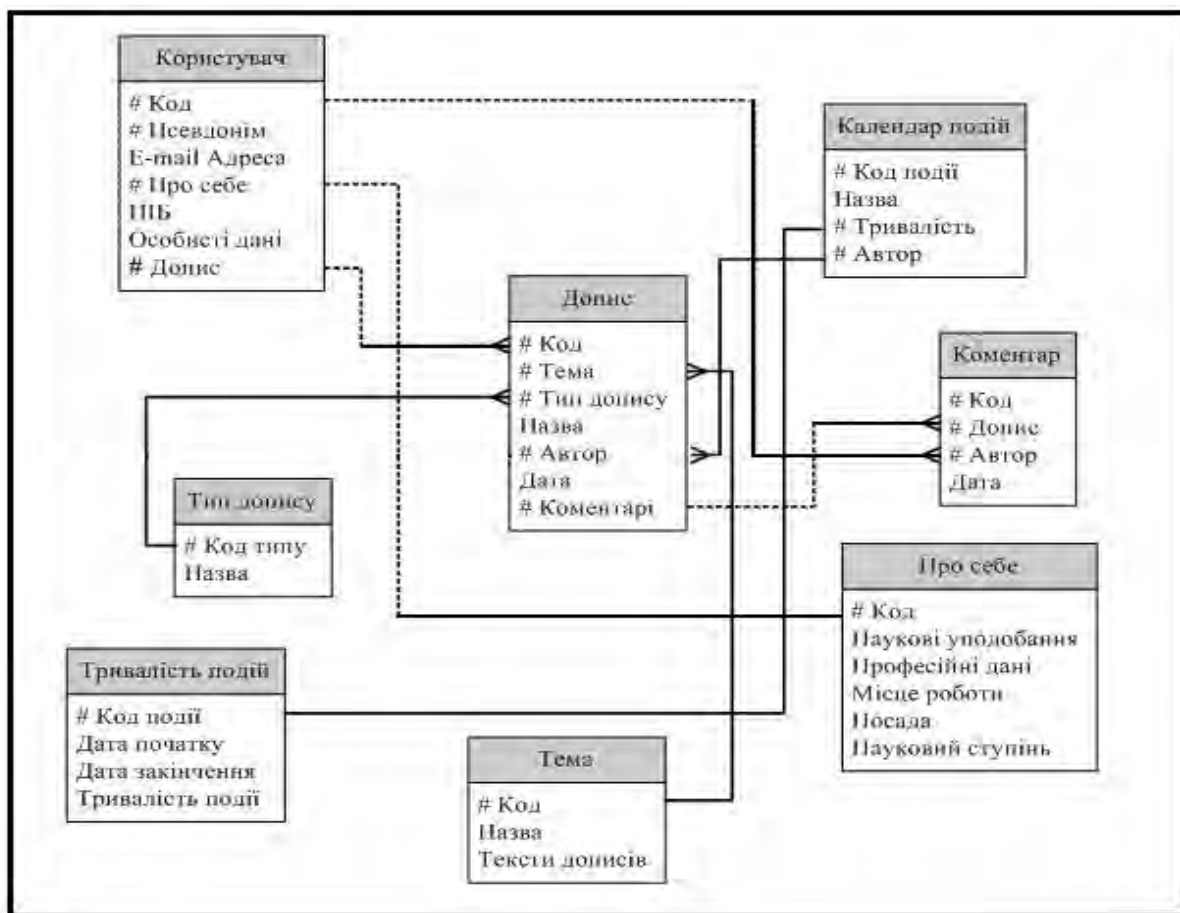 Користувач
# Код
# Псевдонім
E-mail Адреса
# Про себе
ПІБ
Особисті дані
# Допис
Календар подій
# Код події
Назва
# Тривалість
# Автор
Допис
# Код
# Тема
# Тип допису
Назва
# Автор
Дата
# Коментарі
Коментар
# Код
# Допис
# Автор
Дата
Тип допису
# Код типу
Назва
Про себе
# Код
Наукові уподобання
Професійні дані
Місце роботи
Посада
Науковий ступінь
Тривалість подій
# Код події
Дата початку
Дата закінчення
Тривалість події
Тема
# Код
Назва
Тексти дописів